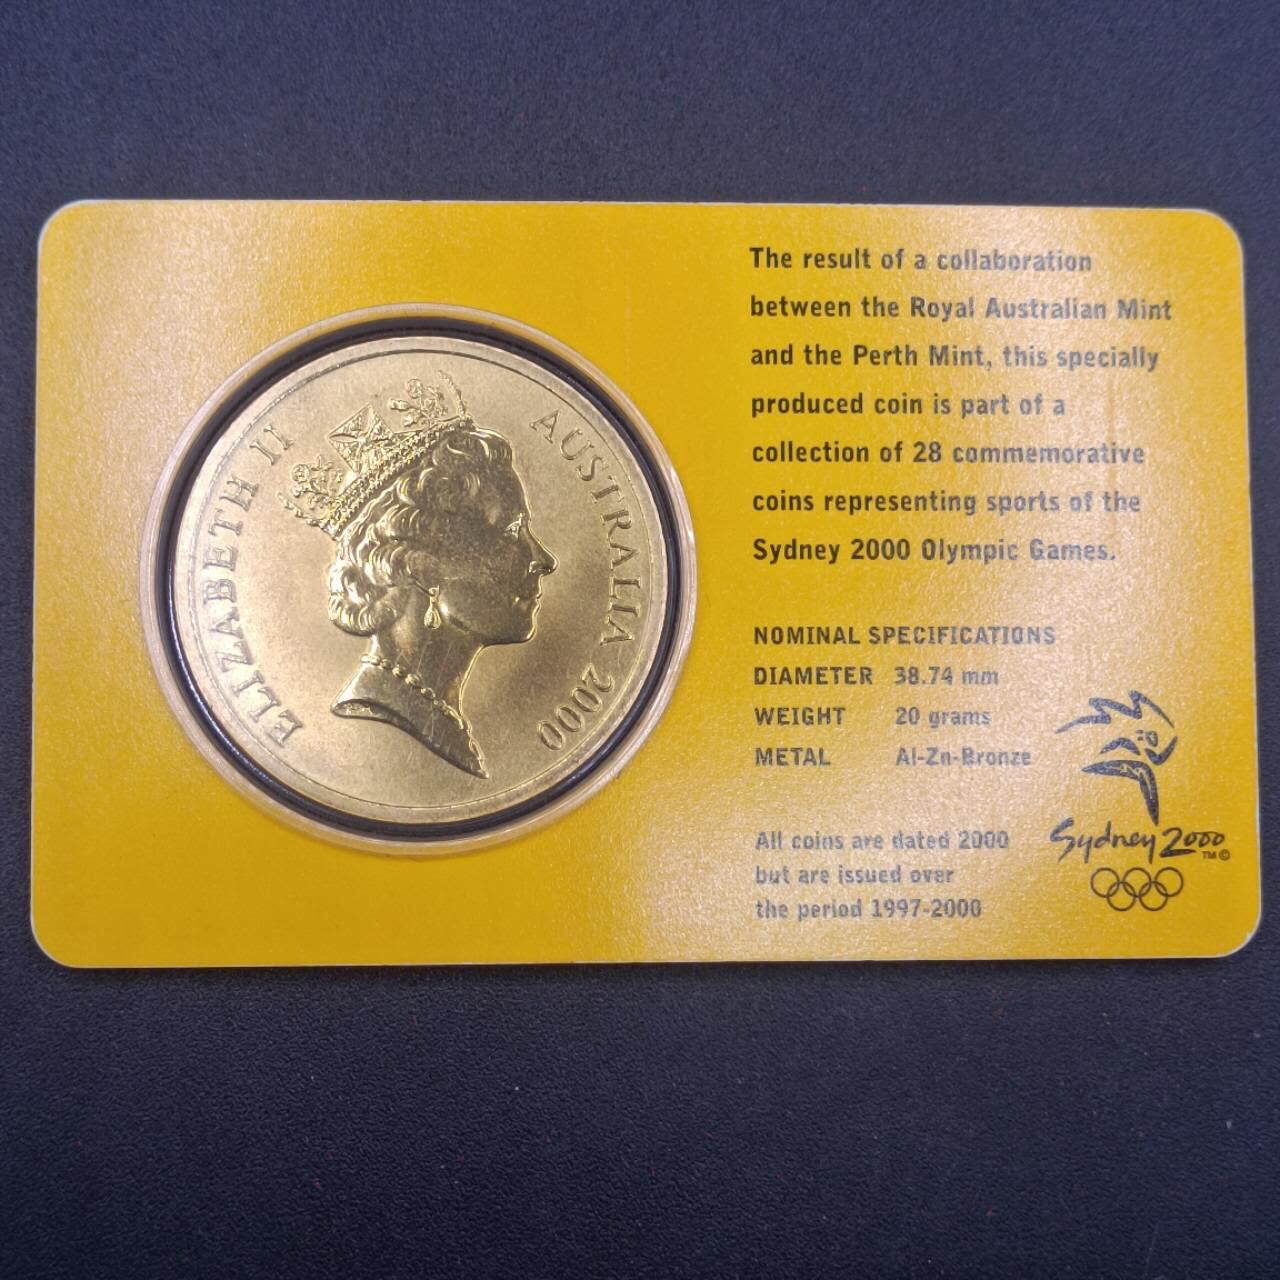 ELIZABETH II
AUSTRALIA 2000
The result of a collaboration
between the Royal Australian Mint
and the Perth Mint, this specially
produced coin is part of a
collection of 28 commemorative
coins representing sports of the
Sydney 2000 Olympic Games.
NOMINAL SPECIFICATIONS
DIAMETER 38.74 mm
WEIGHT 20 grams
METAL Al-Zn-Bronze
All coins are dated 2000
but are issued over
the period 1997-2000
Sydney 2000
TM©